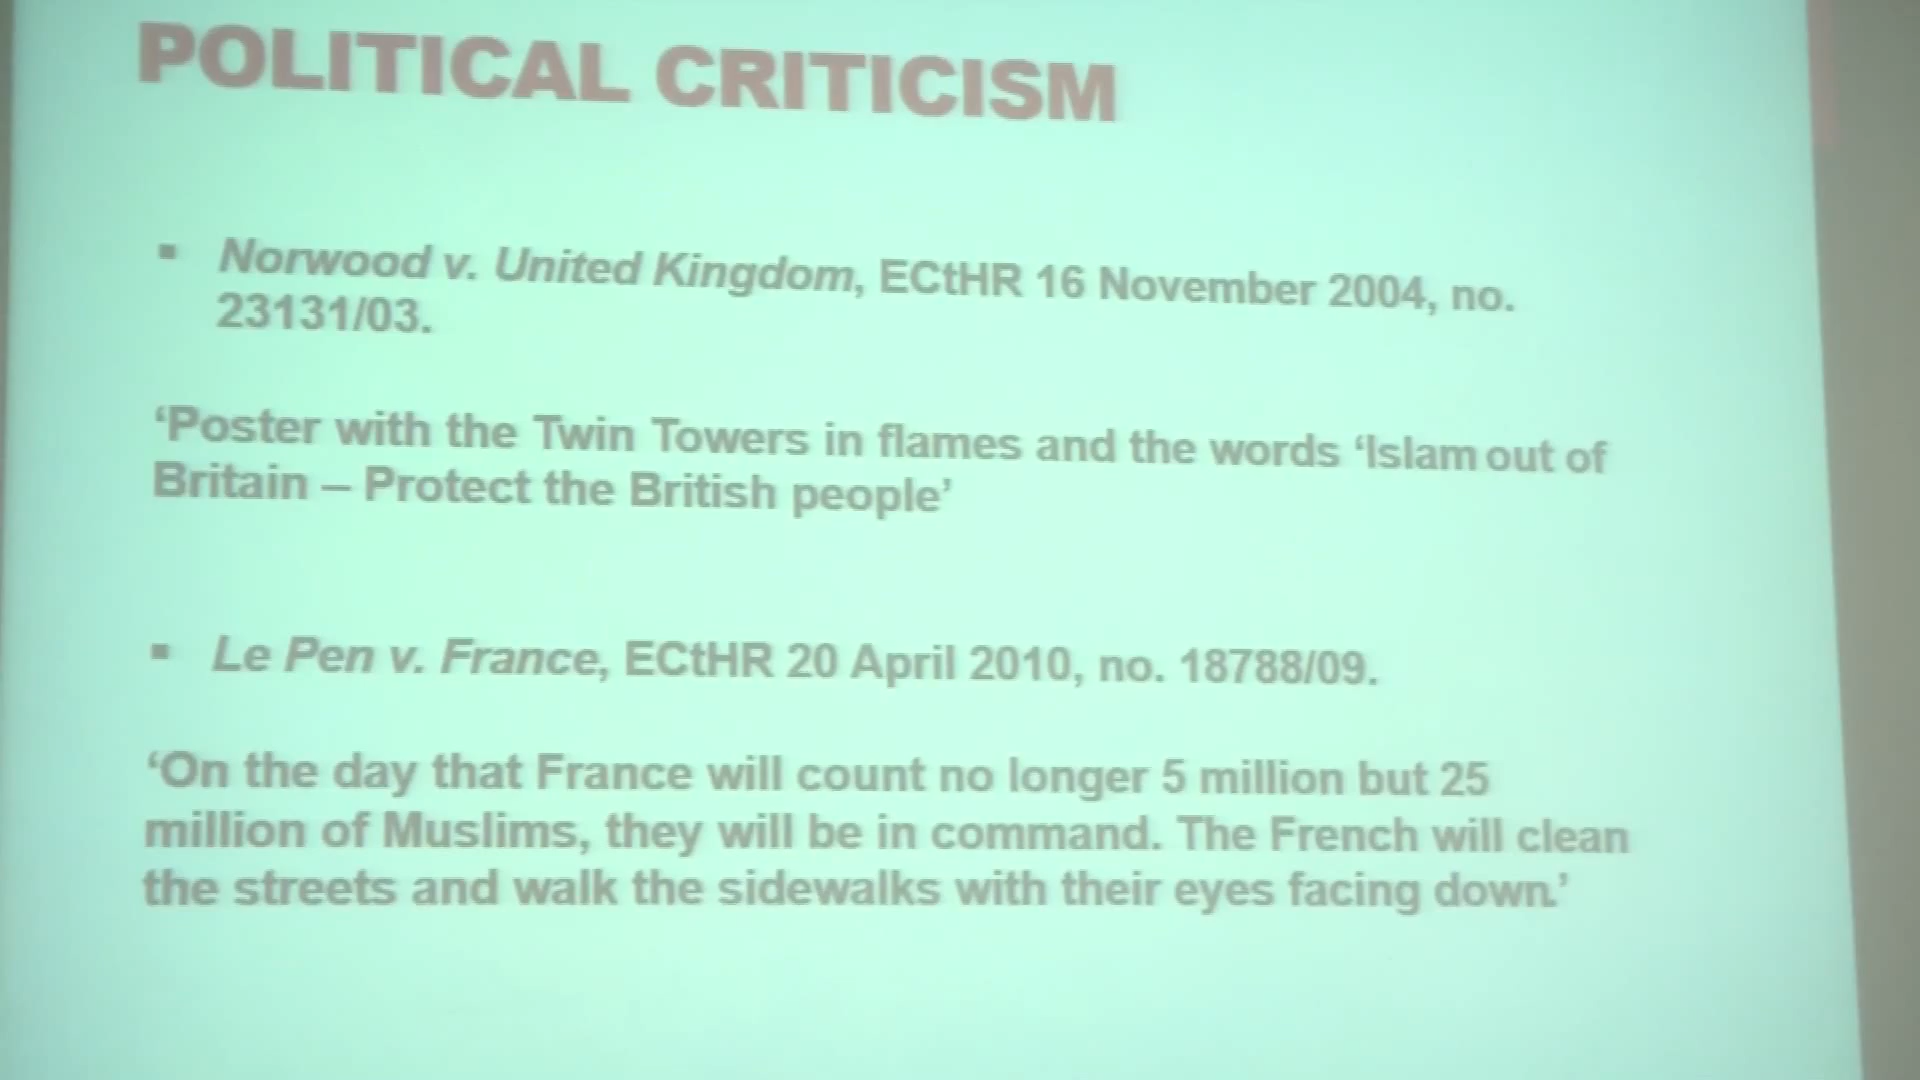 POLITICAL CRITICISM
▪ Norwood v. United Kingdom, ECtHR 16 November 2004, no.
23131/03.
‘Poster with the Twin Towers in flames and the words ‘Islam out of
Britain – Protect the British people’
▪ Le Pen v. France, ECtHR 20 April 2010, no. 18788/09.
‘On the day that France will count no longer 5 million but 25
million of Muslims, they will be in command. The French will clean
the streets and walk the sidewalks with their eyes facing down.’